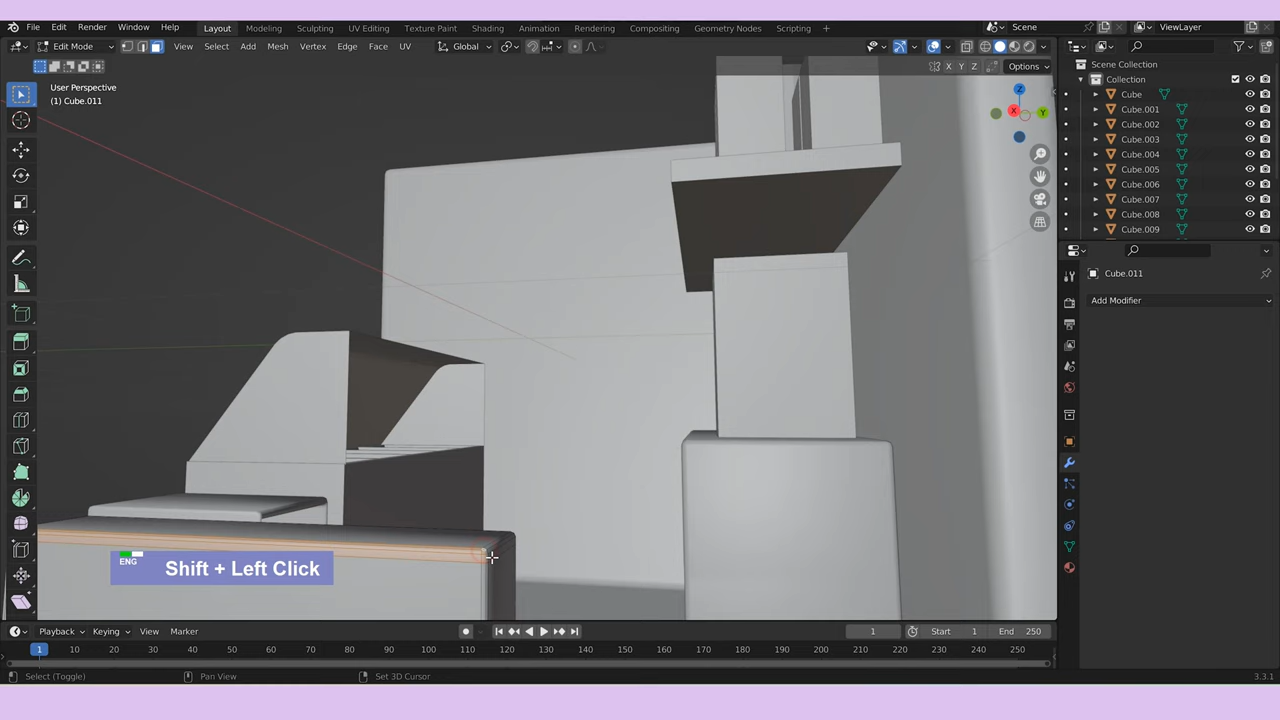 File Edit Render Window Help Layout Modeling Sculpting UV Editing Texture Paint Shading Animation Rendering Compositing Geometry Nodes Scripting Scene ViewLayer
Edit Mode View Select Add Mesh Vertex Edge Face UV Global
X Y Z Options
User Perspective
(1) Cube.011
Z
X
Y
Scene Collection
Collection
Cube
Cube.001
Cube.002
Cube.003
Cube.004
Cube.005
Cube.006
Cube.007
Cube.008
Cube.009
Cube.011
Add Modifier
ENG
Shift + Left Click
Playback Keying View Marker 1 Start 1 End 250
1 10 20 30 40 50 60 70 80 90 100 110 120 130 140 150 160 170 180 190 200 210 220 230 240 250
Select (Toggle) Pan View Set 3D Cursor 3.3.1